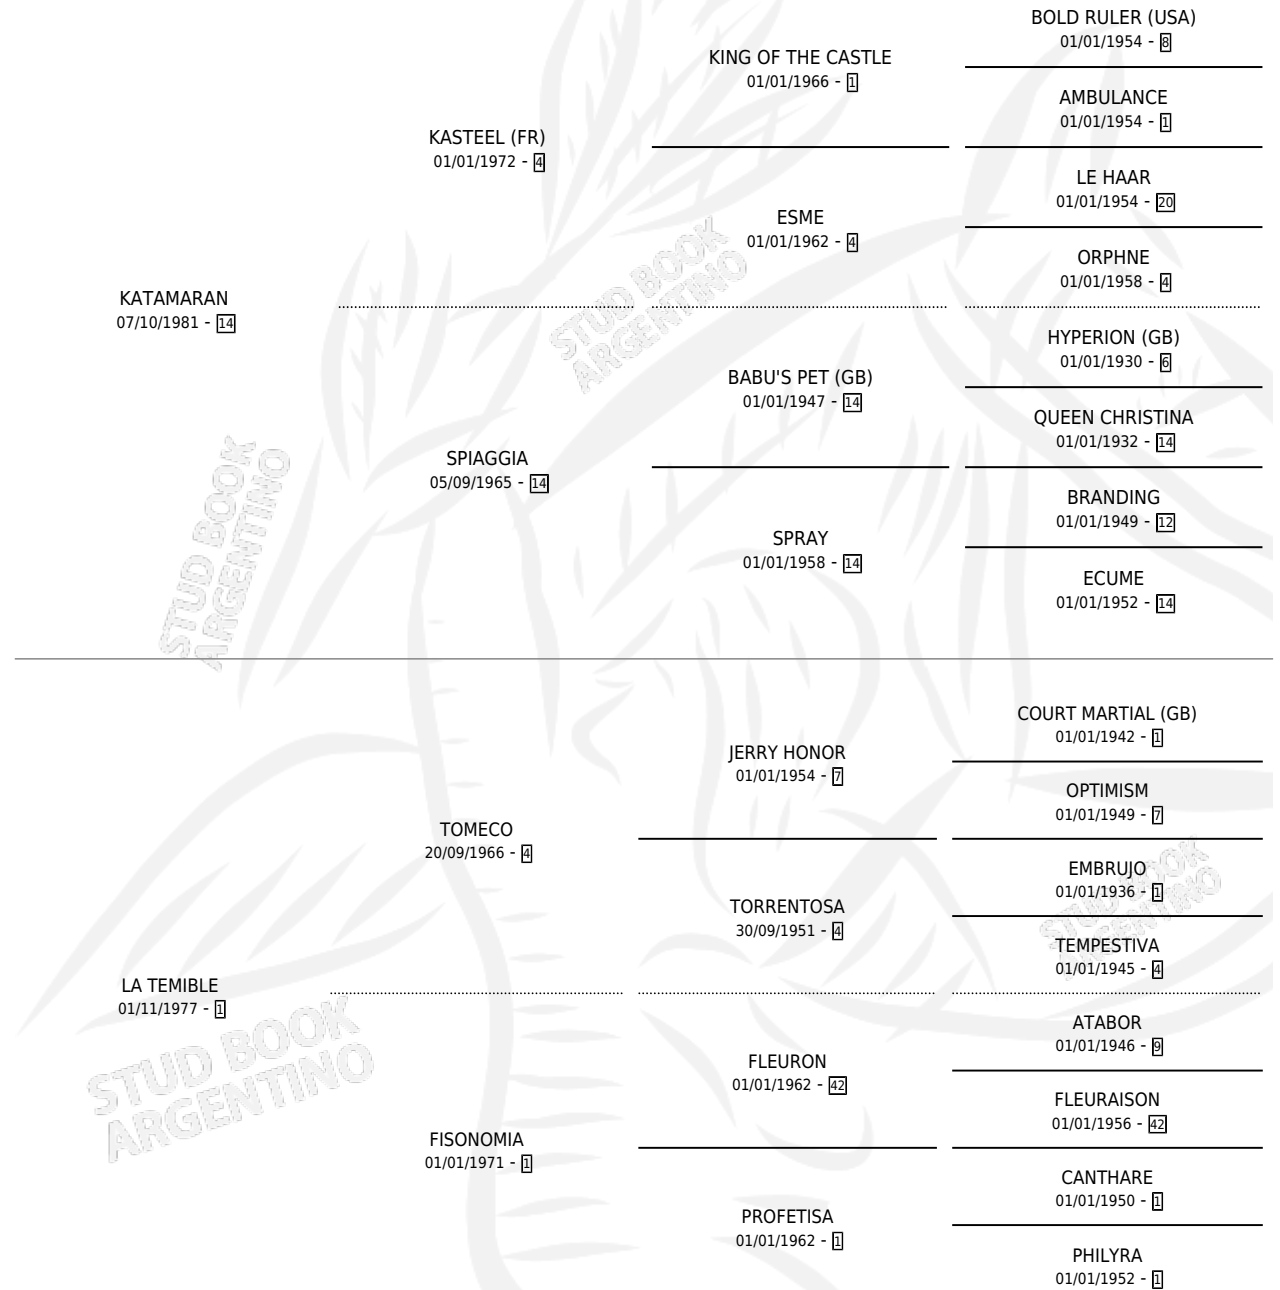 BOLD RULER (USA)
01/01/1954 - 8
KING OF THE CASTLE
01/01/1966 - 1
AMBULANCE
01/01/1954 - 1
KASTEEL (FR)
01/01/1972 - 4
LE HAAR
01/01/1954 - 20
ESME
01/01/1962 - 4
ORPHNE
01/01/1958 - 4
KATAMARAN
07/10/1981 - 14
HYPERION (GB)
01/01/1930 - 6
BABU'S PET (GB)
01/01/1947 - 14
QUEEN CHRISTINA
01/01/1932 - 14
SPIAGGIA
05/09/1965 - 14
BRANDING
01/01/1949 - 12
SPRAY
01/01/1958 - 14
ECUME
01/01/1952 - 14
COURT MARTIAL (GB)
01/01/1942 - 1
JERRY HONOR
01/01/1954 - 7
OPTIMISM
01/01/1949 - 7
TOMECO
20/09/1966 - 4
EMBRUJO
01/01/1936 - 1
TORRENTOSA
30/09/1951 - 4
TEMPESTIVA
01/01/1945 - 4
LA TEMIBLE
01/11/1977 - 1
ATABOR
01/01/1946 - 9
FLEURON
01/01/1962 - 42
FLEURAISON
01/01/1956 - 42
FISONOMIA
01/01/1971 - 1
CANTHARE
01/01/1950 - 1
PROFETISA
01/01/1962 - 1
PHILYRA
01/01/1952 - 1
STUD BOOK
ARGENTINO
STUD BOOK
ARGENTINO
STUD BOOK
ARGENTINO
STUD BOOK
ARGENTINO